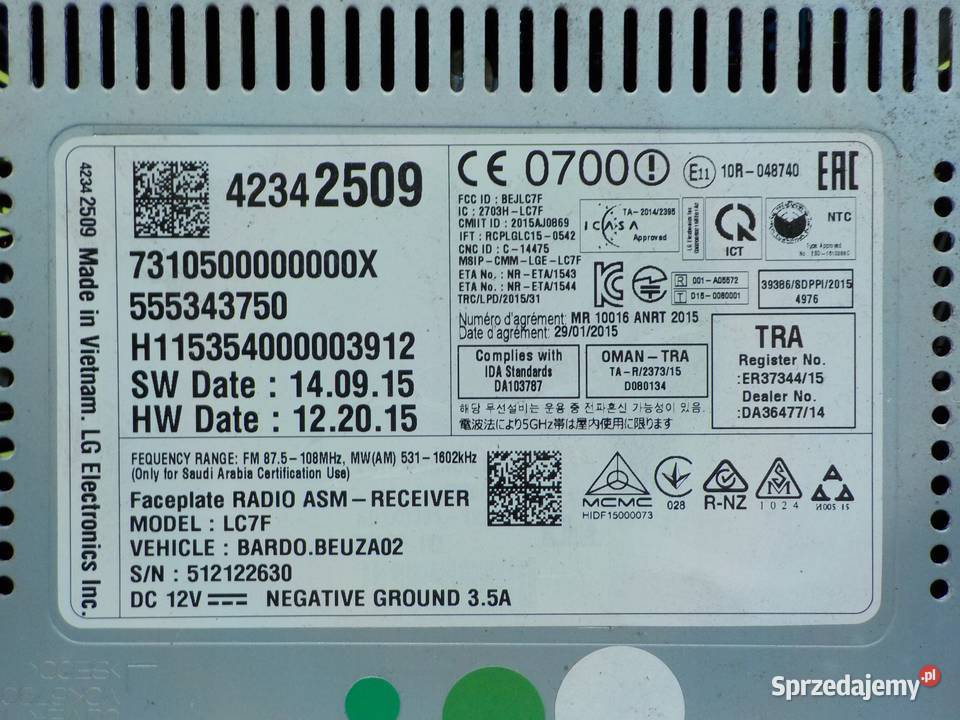 42342509 Made in Vietnam. LG Electronics Inc.
42342509
7310500000000X
555343750
H115354000003912
SW Date : 14.09.15
HW Date : 12.20.15
CE 0700
E11 10R-048740
EAC
FCC ID : BEJLC7F
IC : 2703H-LC7F
CMIIT ID : 2015AJ0869
IFT : RCPLGLC15-0542
CNC ID : C-14475
MSIP-CMM-LGE-LC7F
ETA No. : NR-ETA/1543
ETA No. : NR-ETA/1544
TRC/LPD/2015/31
ICASA
TA-2014/2395
Approved
ICT
NTC
Type Approved
R 001-A05572
T D15-0080001
39386/SDPPI/2015
4976
Numéro d'agrément: MR 10016 ANRT 2015
Date d'agrément: 29/01/2015
Complies with
IDA Standards
DA103787
OMAN-TRA
TA-R/2373/15
D080134
TRA
Register No.
:ER37344/15
Dealer No.
:DA36477/14
해당 무선설비는 운용 중 전파혼신 가능성이 있음.
電波法により5GHz帯は屋内使用に限ります
FEQUENCY RANGE: FM 87.5-108MHz, MW(AM) 531-1602kHz
(Only for Saudi Arabia Certification Use)
Faceplate RADIO ASM-RECEIVER
MODEL : LC7F
VEHICLE : BARDO.BEUZA02
S/N : 512122630
DC 12V NEGATIVE GROUND 3.5A
MCMC
HIDF15000073
028
R-NZ
1024
Sprzedajemy.pl